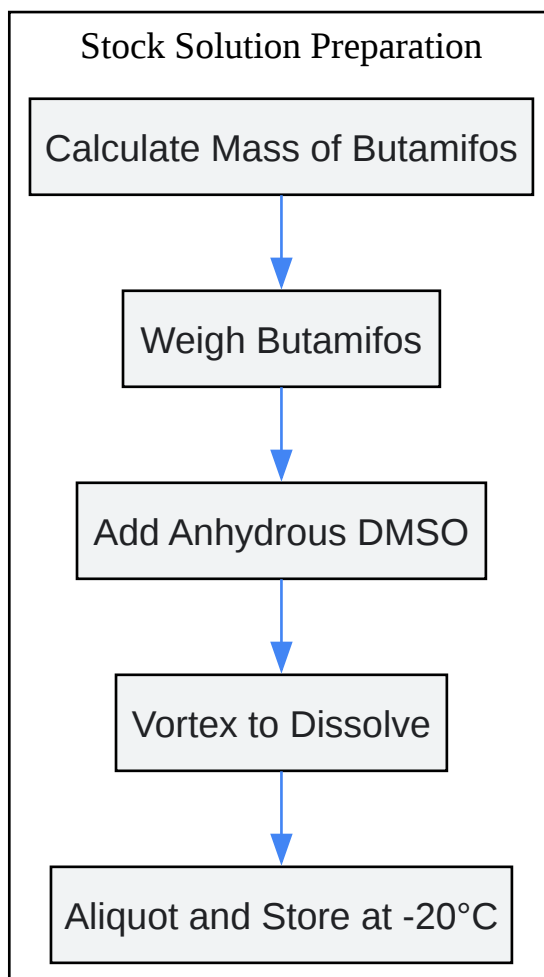 Stock Solution Preparation
Calculate Mass of Butamifos
Weigh Butamifos
Add Anhydrous DMSO
Vortex to Dissolve
Aliquot and Store at -20°C